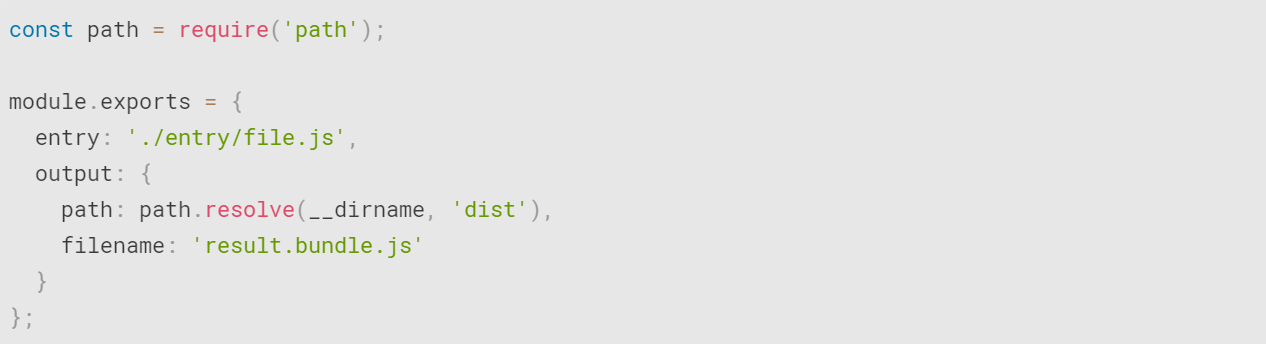 const path = require('path');

module.exports = {
  entry: './entry/file.js',
  output: {
    path: path.resolve(__dirname, 'dist'),
    filename: 'result.bundle.js'
  }
};